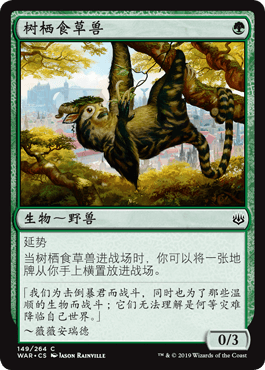 树栖食草兽
生物～野兽
延势
当树栖食草兽进战场时，你可以将一张地
牌从你手上横置放进战场。
「我们为击倒暴君而战斗，同时也为了那些温
顺的生物而战斗；它们无法理解是何等灾难
降临自己世界。」
～薇薇安瑞德
0/3
149/264 C
WAR • CS JASON RAINVILLE
™ & © 2019 Wizards of the Coast